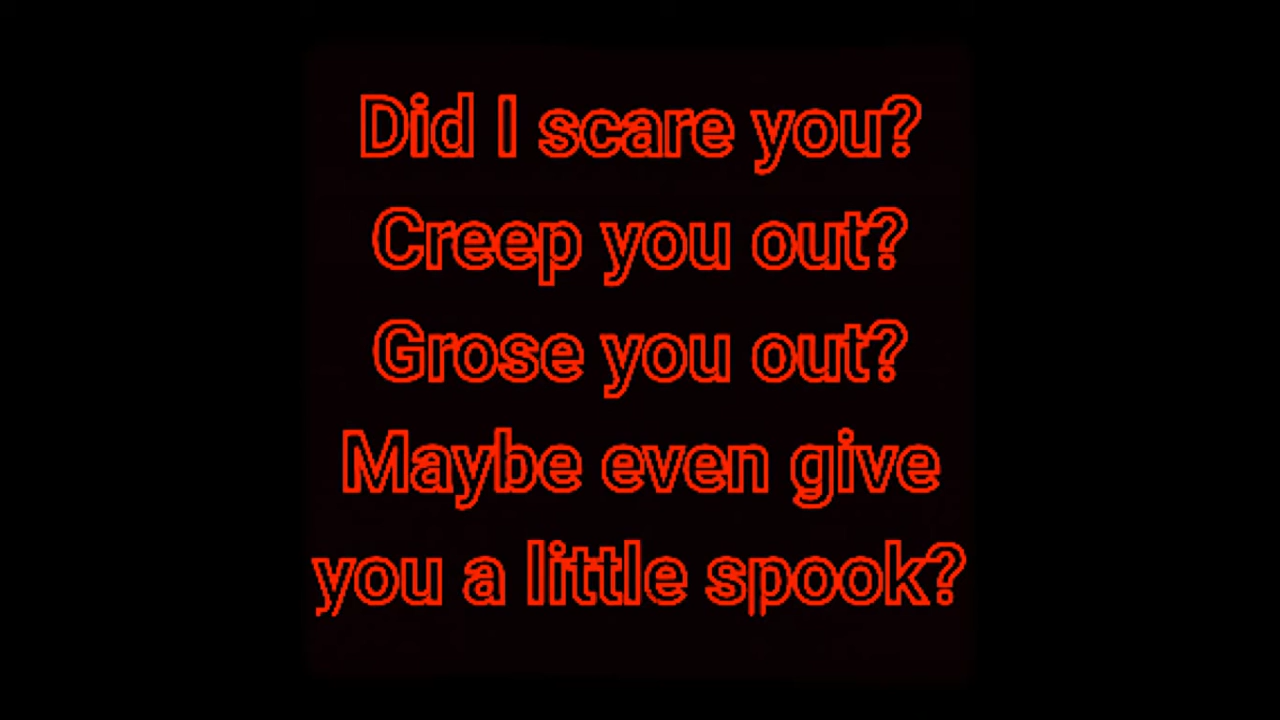 Did I scare you?
Creep you out?
Grose you out?
Maybe even give
you a little spook?